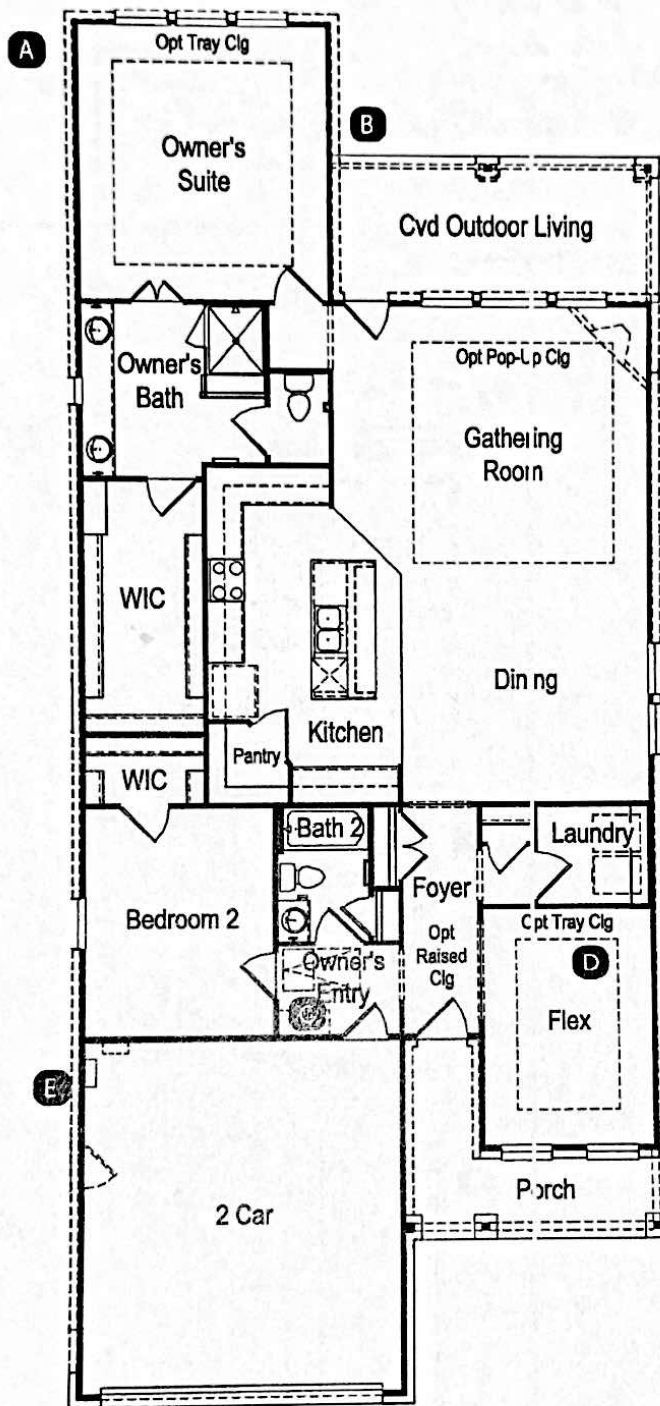 A
Opt Tray Clg
Owner's
Suite
B
Cvd Outdoor Living
Owner's
Bath
Opt Pop-Up Clg
Gathering
Room
WIC
Dining
Kitchen
Pantry
WIC
Bath 2
Laundry
Foyer
Bedroom 2
Opt
Raised
Clg
Opt Tray Clg
D
Owner's
Entry
Flex
E
Porch
2 Car